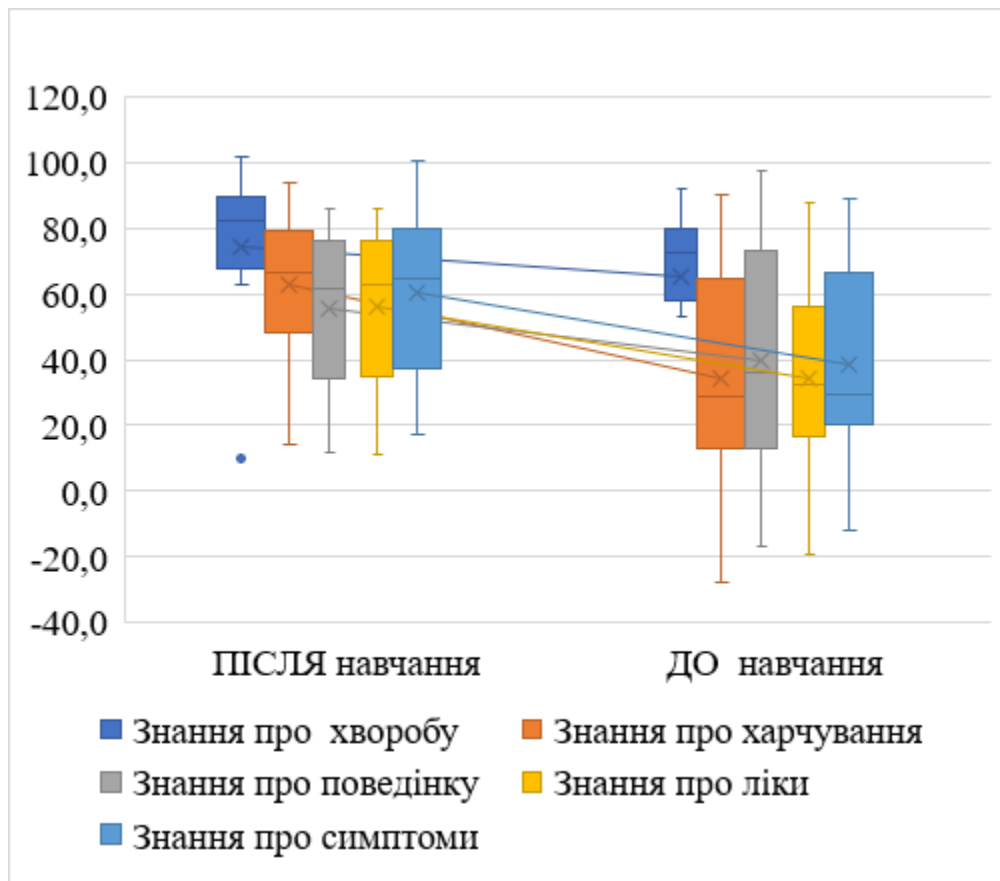 120,0
100,0
80,0
60,0
40,0
20,0
0,0
-20,0
-40,0
ПІСЛЯ навчання ДО навчання
Знання про хворобу Знання про харчування
Знання про поведінку Знання про ліки
Знання про симптоми